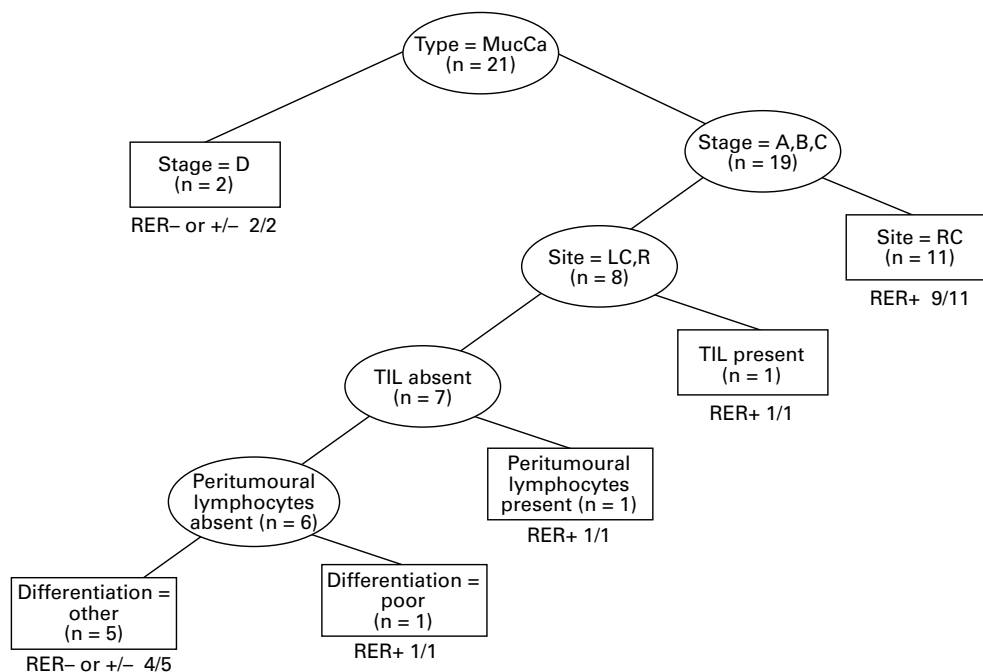 Type = MucCa
(n = 21)
Stage = D
(n = 2)
RER– or +/– 2/2
Stage = A,B,C
(n = 19)
Site = LC,R
(n = 8)
Site = RC
(n = 11)
RER+ 9/11
TIL absent
(n = 7)
TIL present
(n = 1)
RER+ 1/1
Peritumoural
lymphocytes
absent (n = 6)
Peritumoural
lymphocytes
present (n = 1)
RER+ 1/1
Differentiation =
other
(n = 5)
RER– or +/– 4/5
Differentiation =
poor
(n = 1)
RER+ 1/1